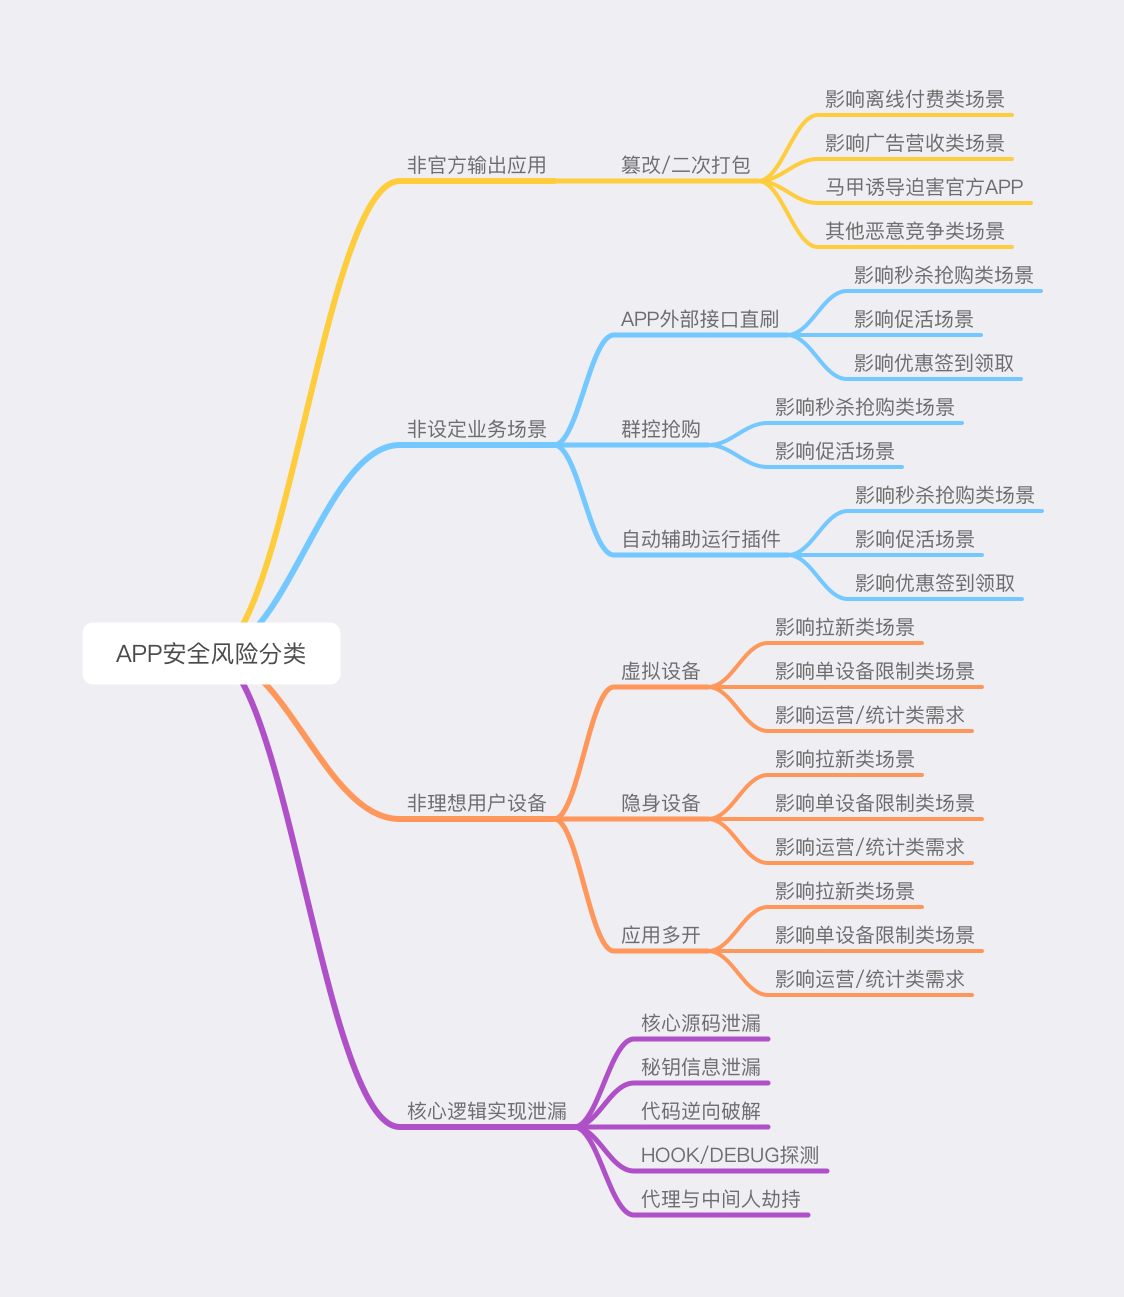 APP安全风险分类
非官方输出应用
篡改/二次打包
影响离线付费类场景
影响广告营收类场景
马甲诱导迫害官方APP
其他恶意竞争类场景
非设定业务场景
APP外部接口直刷
影响秒杀抢购类场景
影响促活场景
影响优惠签到领取
群控抢购
影响秒杀抢购类场景
影响促活场景
自动辅助运行插件
影响秒杀抢购类场景
影响促活场景
影响优惠签到领取
非理想用户设备
虚拟设备
影响拉新类场景
影响单设备限制类场景
影响运营/统计类需求
隐身设备
影响拉新类场景
影响单设备限制类场景
影响运营/统计类需求
应用多开
影响拉新类场景
影响单设备限制类场景
影响运营/统计类需求
核心逻辑实现泄漏
核心源码泄漏
秘钥信息泄漏
代码逆向破解
HOOK/DEBUG探测
代理与中间人劫持